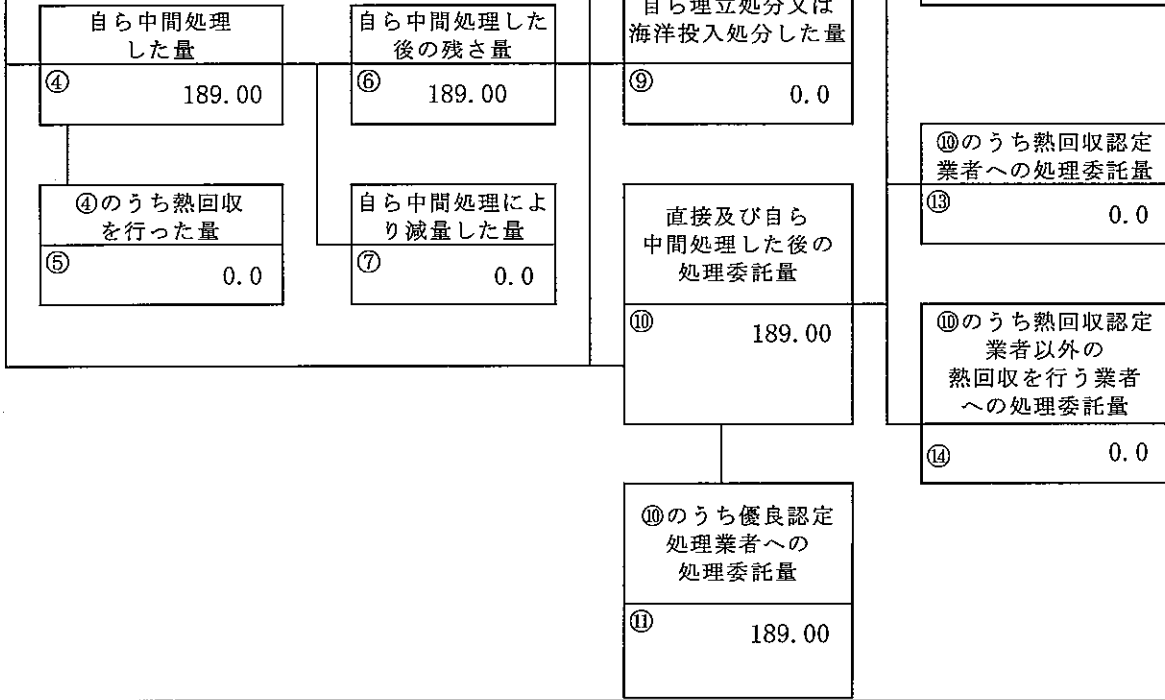 自ら中間処理
した量
④ 189.00
自ら中間処理した
後の残さ量
⑥ 189.00
自ら埋立処分又は
海洋投入処分した量
⑨ 0.0
④のうち熱回収
を行った量
⑤ 0.0
自ら中間処理によ
り減量した量
⑦ 0.0
直接及び自ら
中間処理した後の
処理委託量
⑩ 189.00
⑩のうち熱回収認定
業者への処理委託量
⑬ 0.0
⑩のうち熱回収認定
業者以外の
熱回収を行う業者
への処理委託量
⑭ 0.0
⑩のうち優良認定
処理業者への
処理委託量
⑪ 189.00